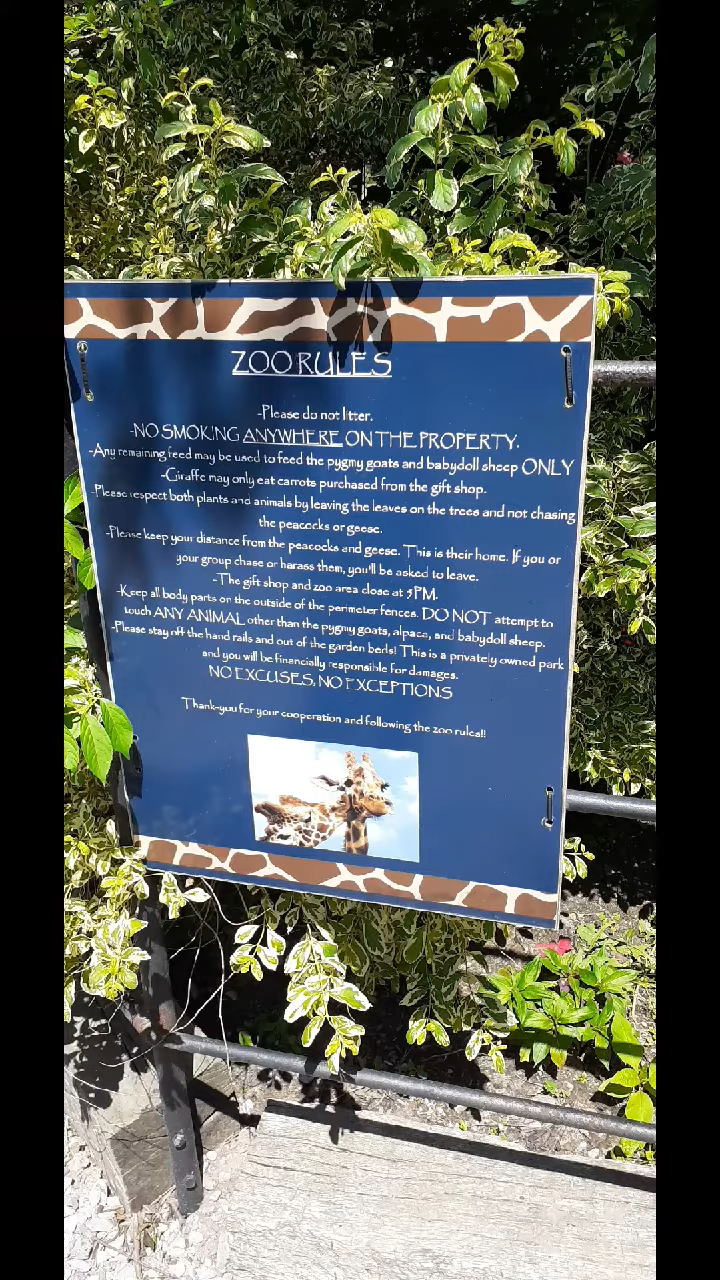 ZOO RULES
-Please do not litter.
-NO SMOKING ANYWHERE ON THE PROPERTY.
-Any remaining feed may be used to feed the pygmy goats and babydoll sheep ONLY
-Giraffe may only eat carrots purchased from the gift shop.
-Please respect both plants and animals by leaving the leaves on the trees and not chasing
the peacocks or geese.
-Please keep your distance from the peacocks and geese. This is their home. If you or
your group chase or harass them, you'll be asked to leave.
-The gift shop and zoo area close at 5PM.
-Keep all body parts on the outside of the perimeter fences. DO NOT attempt to
touch ANY ANIMAL other than the pygmy goats, alpaca, and babydoll sheep.
-Please stay off the hand rails and out of the garden beds! This is a privately owned park
and you will be financially responsible for damages.
NO EXCUSES, NO EXCEPTIONS
Thank-you for your cooperation and following the zoo rules!!